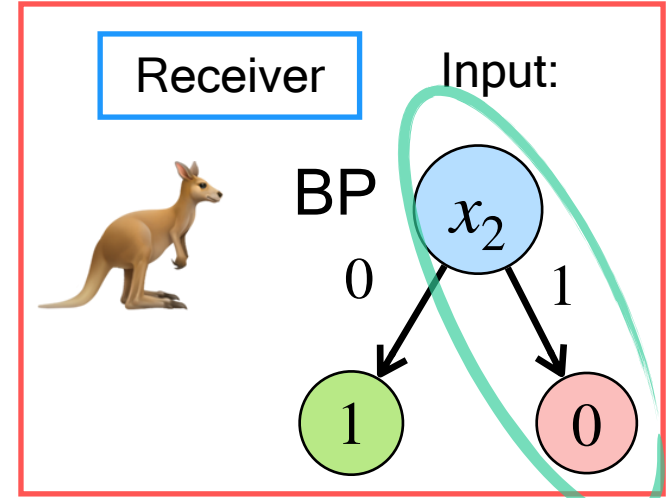 Receiver
Input:
BP
x₂
0
1
1
0